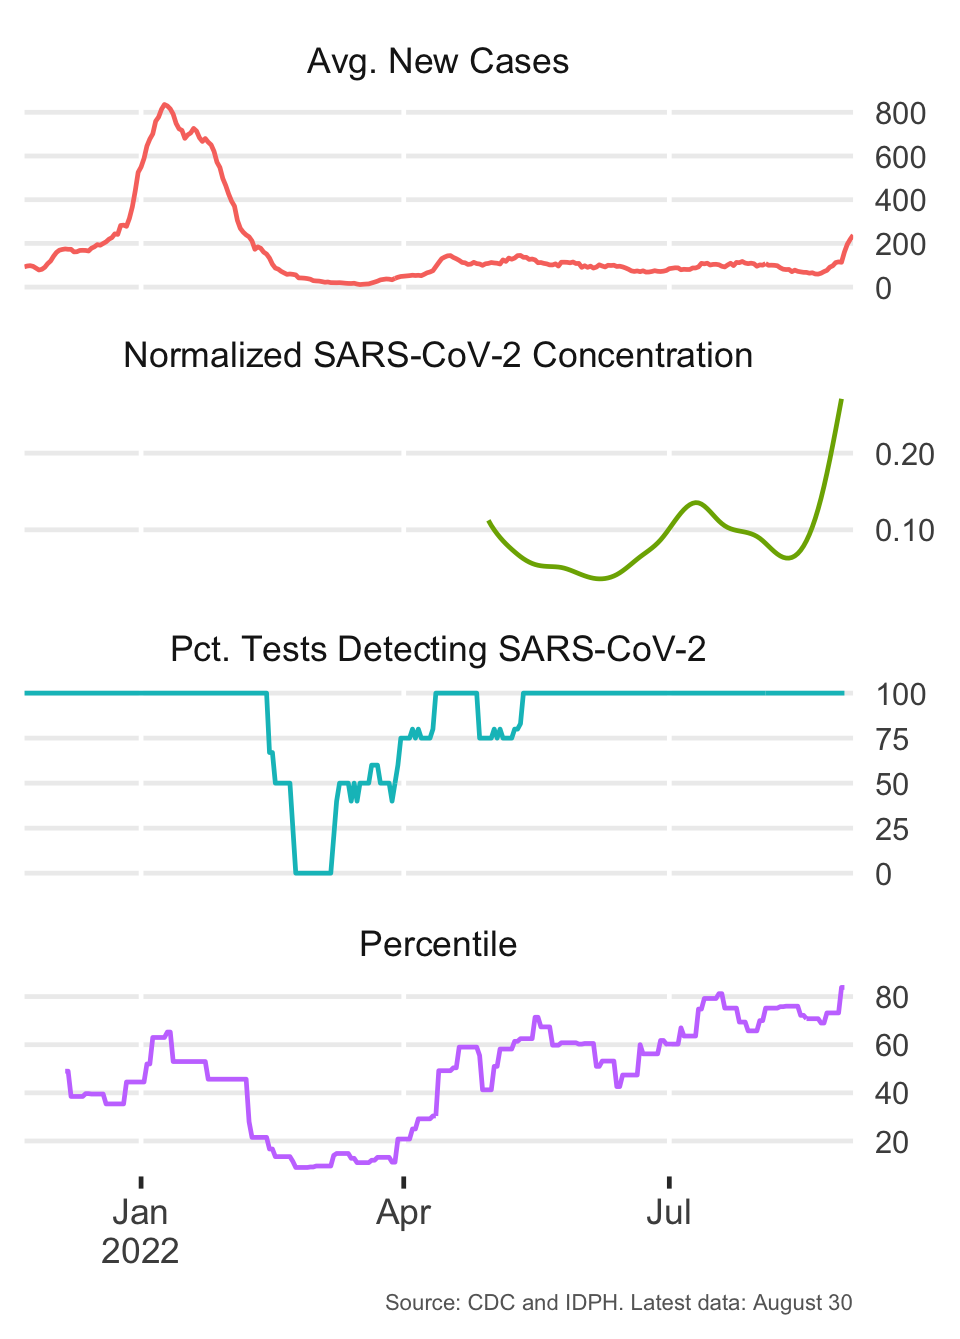 Avg. New Cases
800
600
400
200
0
Normalized SARS-CoV-2 Concentration
0.20
0.10
Pct. Tests Detecting SARS-CoV-2
100
75
50
25
0
Percentile
80
60
40
20
Jan Apr Jul
2022
Source: CDC and IDPH. Latest data: August 30